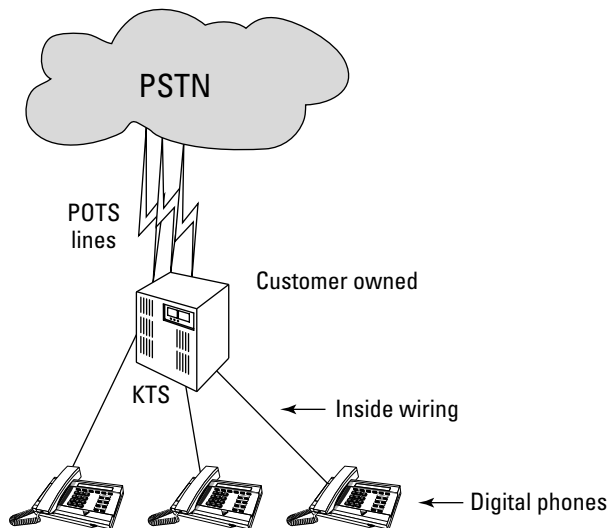 PSTN
POTS
lines
Customer owned
KTS
Inside wiring
Digital phones